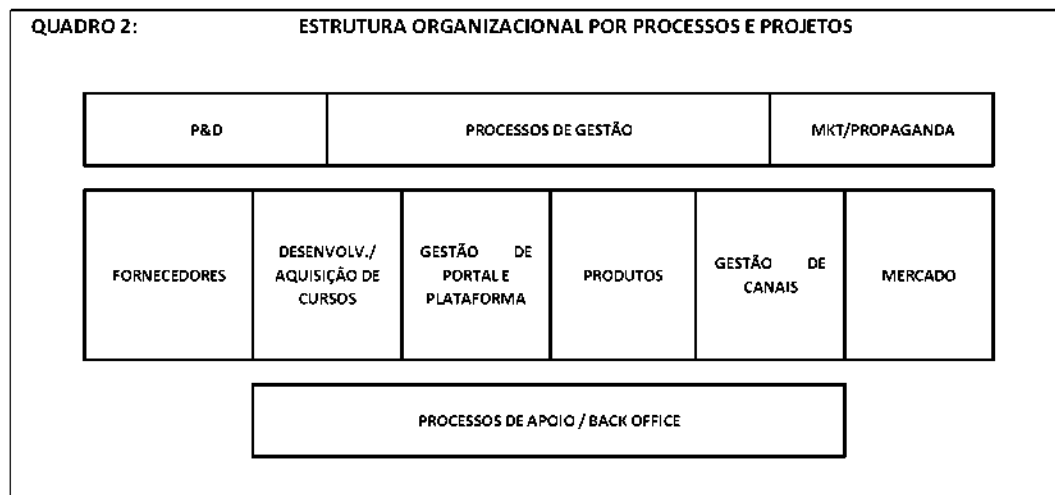 QUADRO 2: ESTRUTURA ORGANIZACIONAL POR PROCESSOS E PROJETOS
P&D PROCESSOS DE GESTÃO MKT/PROPAGANDA
FORNECEDORES
DESENVOLV./
AQUISIÇÃO DE
CURSOS
GESTÃO DE
PORTAL E
PLATAFORMA
PRODUTOS
GESTÃO DE
CANAIS
MERCADO
PROCESSOS DE APOIO / BACK OFFICE